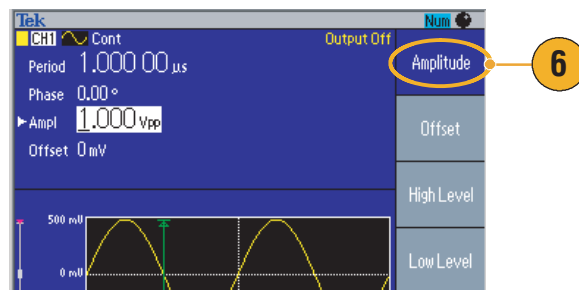 Tek
Num
CH1 Cont Output Off
Period 1.000 00 µs
Phase 0.00 °
Ampl 1.000 Vpp
Offset 0 mV
Amplitude
6
Offset
High Level
Low Level
500 mV
0 mV